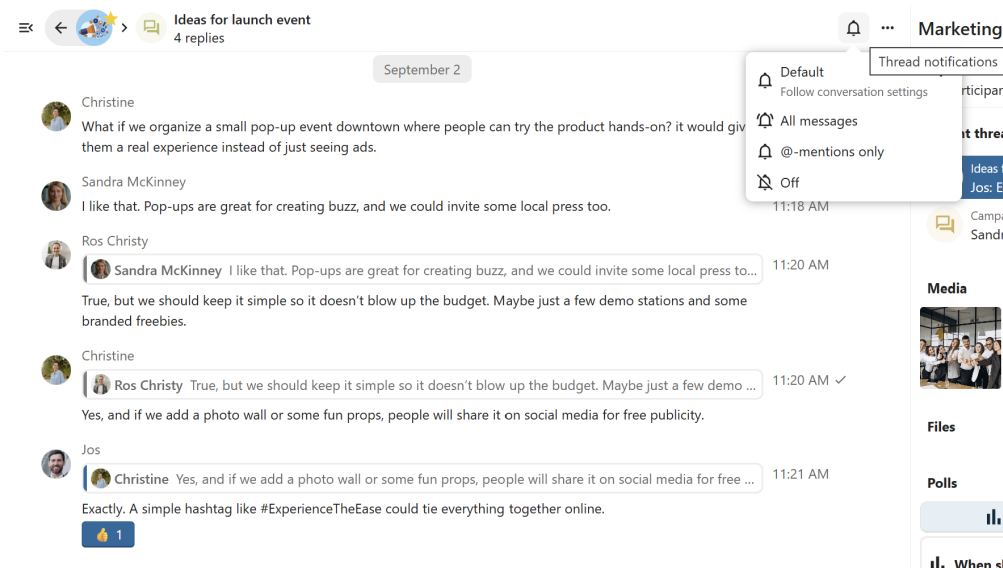 Ideas for launch event
4 replies
Marketing
Thread notifications
September 2
Default
Follow conversation settings
All messages
@-mentions only
Off
Christine
What if we organize a small pop-up event downtown where people can try the product hands-on? it would giv
them a real experience instead of just seeing ads.
Sandra McKinney
I like that. Pop-ups are great for creating buzz, and we could invite some local press too.
11:18 AM
Ros Christy
Sandra McKinney I like that. Pop-ups are great for creating buzz, and we could invite some local press to...
11:20 AM
True, but we should keep it simple so it doesn't blow up the budget. Maybe just a few demo stations and some
branded freebies.
Christine
Ros Christy True, but we should keep it simple so it doesn't blow up the budget. Maybe just a few demo ...
11:20 AM
Yes, and if we add a photo wall or some fun props, people will share it on social media for free publicity.
Jos
Christine Yes, and if we add a photo wall or some fun props, people will share it on social media for free ...
11:21 AM
Exactly. A simple hashtag like #ExperienceTheEase could tie everything together online.
👍 1
rticipan
nt threa
Ideas f
Jos: E
Campa
Sandr
Media
Files
Polls
When s